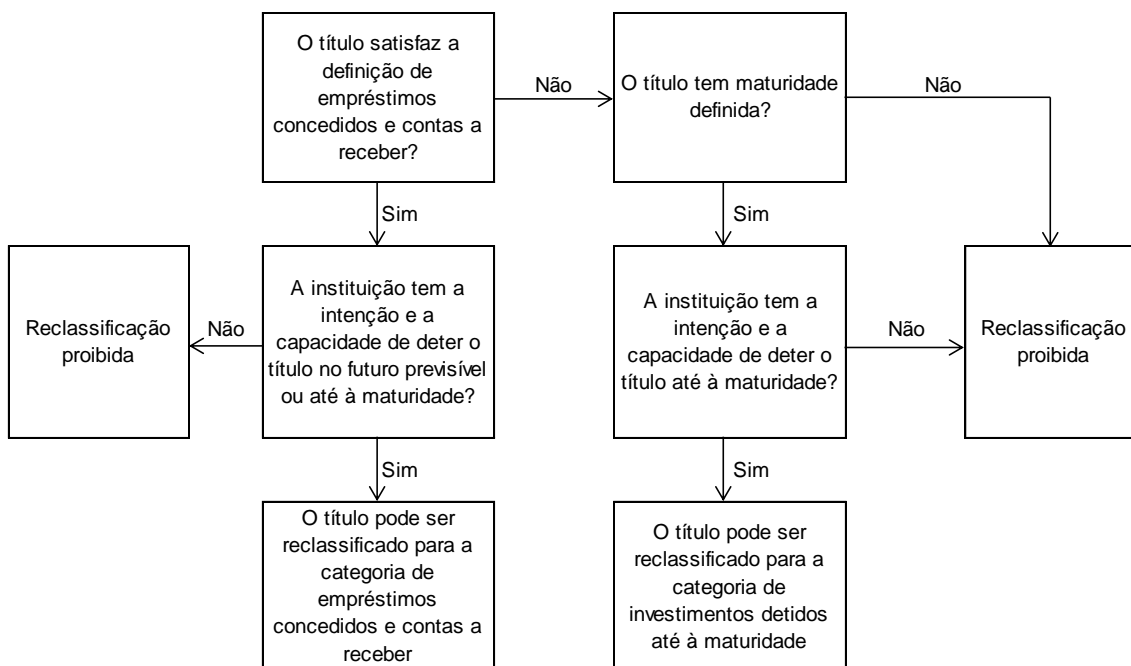 O título satisfaz a
definição de
empréstimos
concedidos e contas a
receber?
Não
O título tem maturidade
definida?
Não
Sim
Sim
Reclassificação
proibida
Não
A instituição tem a
intenção e a
capacidade de deter o
título no futuro previsível
ou até à maturidade?
A instituição tem a
intenção e a
capacidade de deter o
título até à maturidade?
Não
Reclassificação
proibida
Sim
Sim
O título pode ser
reclassificado para a
categoria de
empréstimos
concedidos e contas a
receber
O título pode ser
reclassificado para a
categoria de
investimentos detidos
até à maturidade